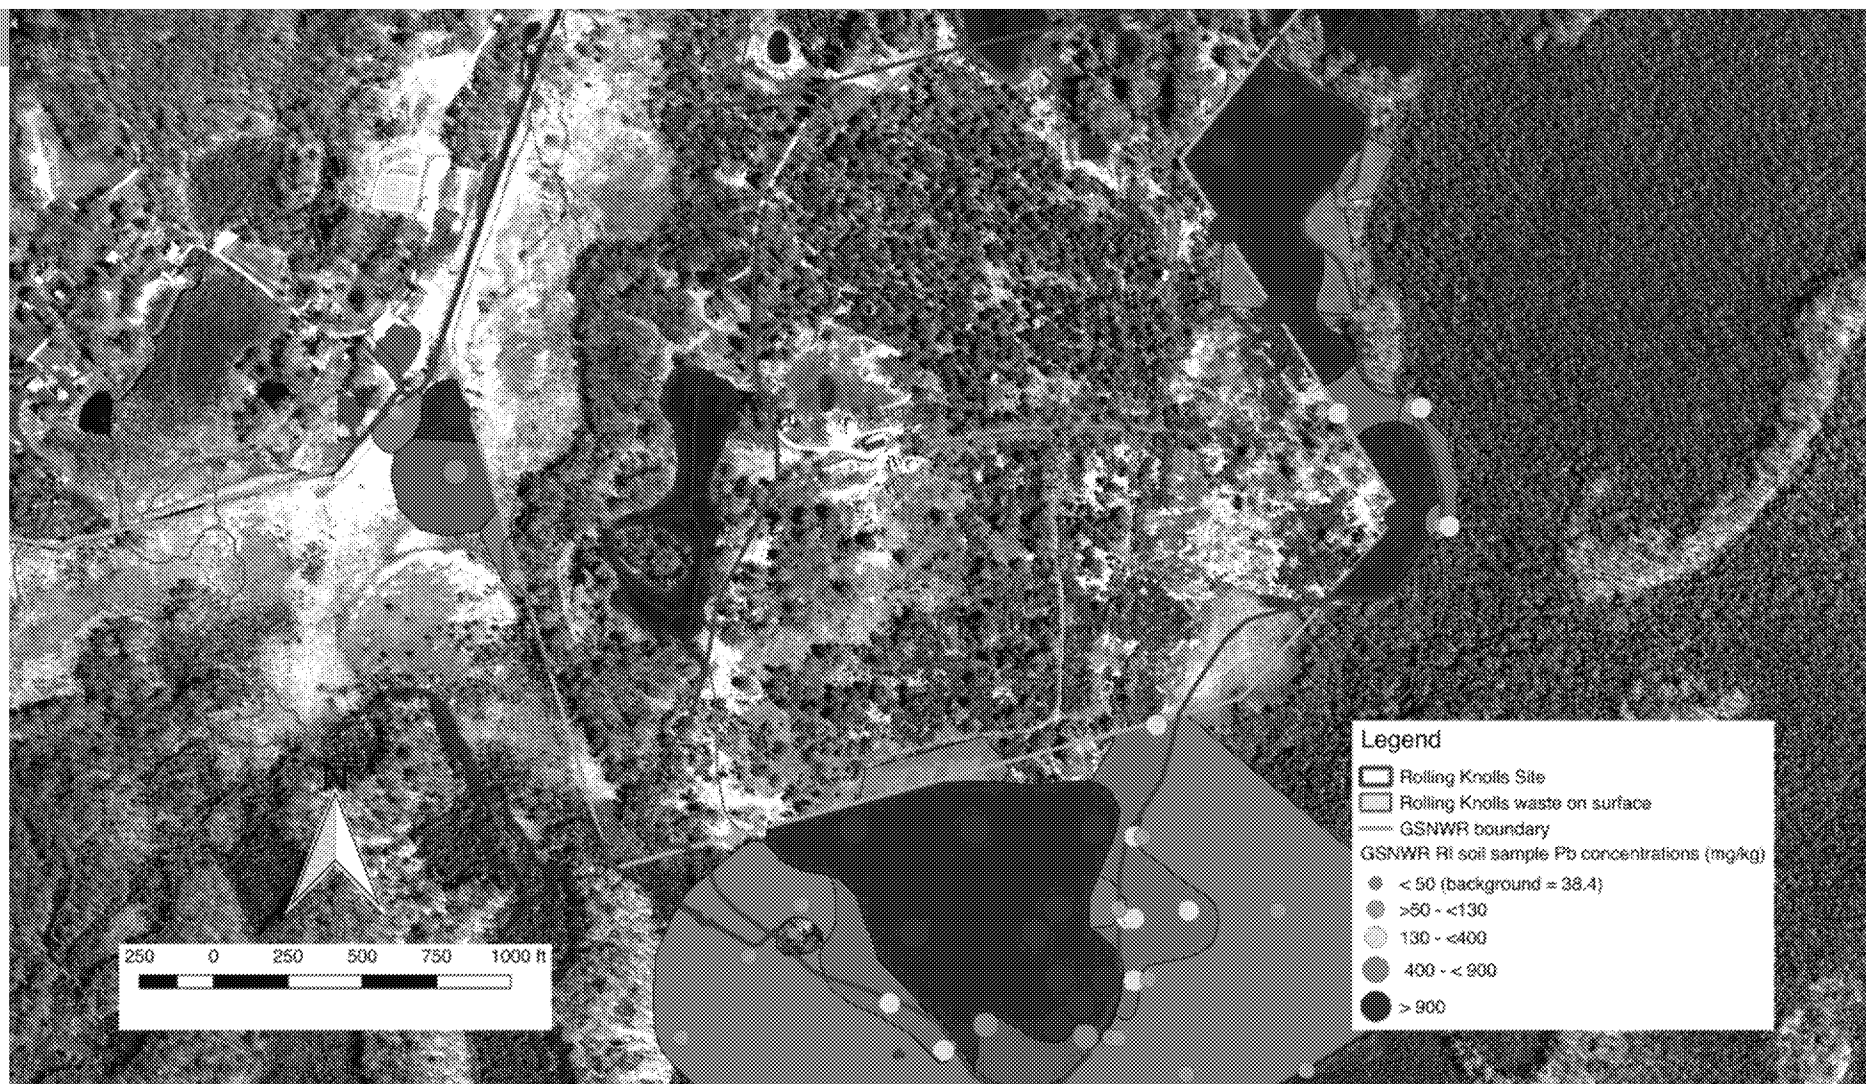 N
Legend
Rolling Knolls Site
Rolling Knolls waste on surface
GSNWR boundary
GSNWR RI soil sample Pb concentrations (mg/kg)
< 50 (background = 38.4)
>50 - <130
130 - <400
400 - < 900
> 900
250 0 250 500 750 1000 ft